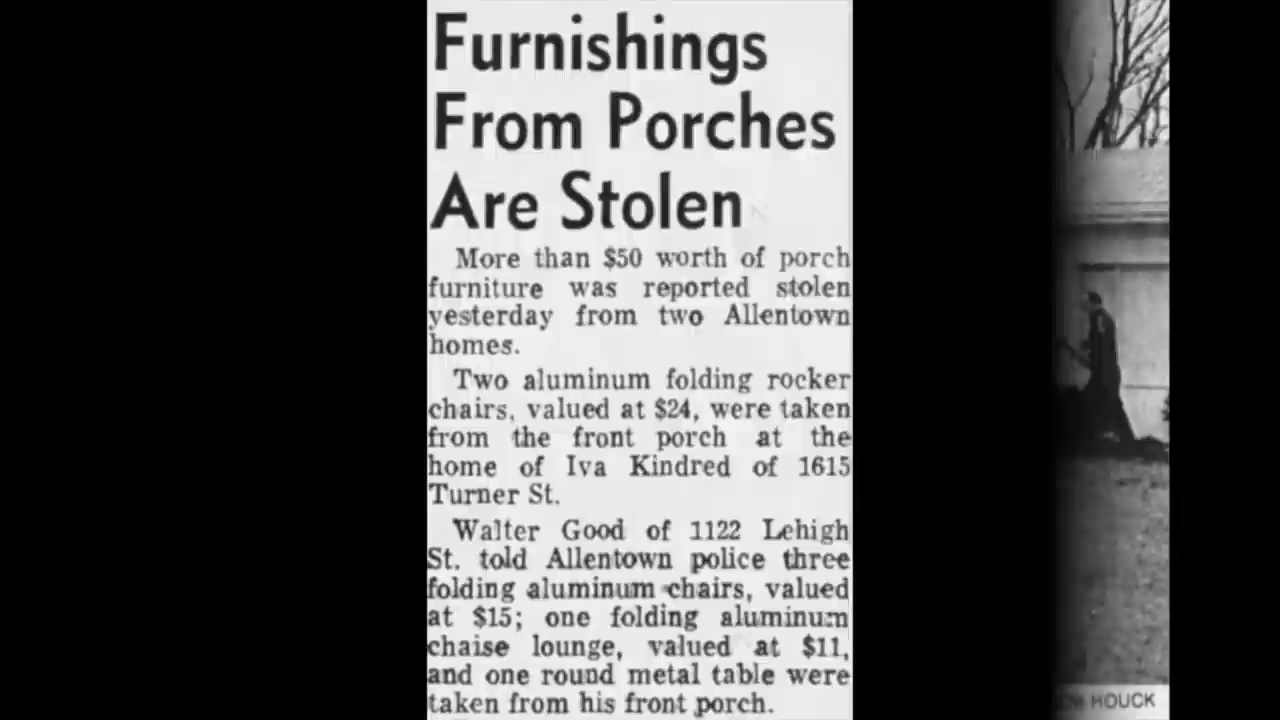 Furnishings
From Porches
Are Stolen
More than $50 worth of porch
furniture was reported stolen
yesterday from two Allentown
homes.
Two aluminum folding rocker
chairs, valued at $24, were taken
from the front porch at the
home of Iva Kindred of 1615
Turner St.
Walter Good of 1122 Lehigh
St. told Allentown police three
folding aluminum chairs, valued
at $15; one folding aluminum
chaise lounge, valued at $11,
and one round metal table were
taken from his front porch.
HOUCK